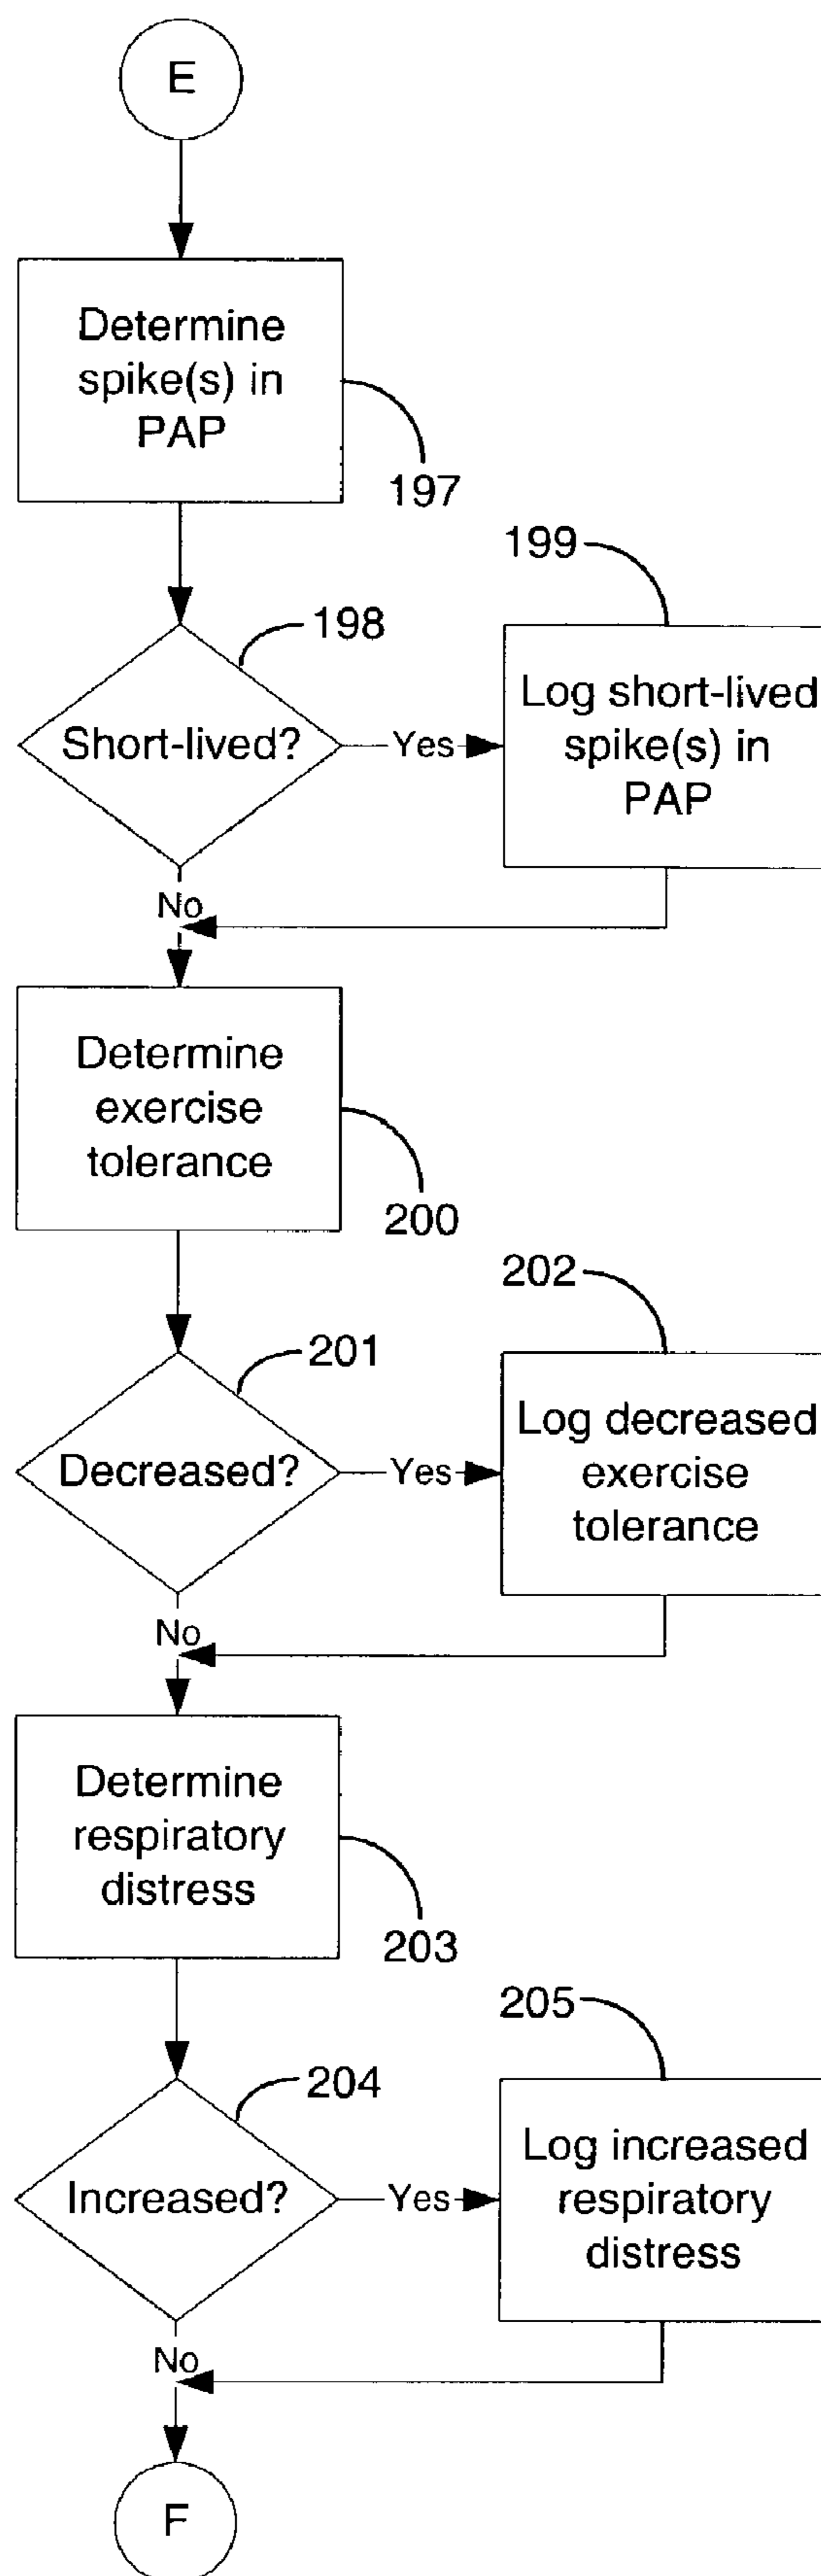 E
Determine
spike(s) in
PAP
197
199
198
Short-lived?
Yes
Log short-lived
spike(s) in
PAP
No
Determine
exercise
tolerance
200
202
201
Decreased?
Yes
Log decreased
exercise
tolerance
No
Determine
respiratory
distress
203
205
204
Increased?
Yes
Log increased
respiratory
distress
No
F